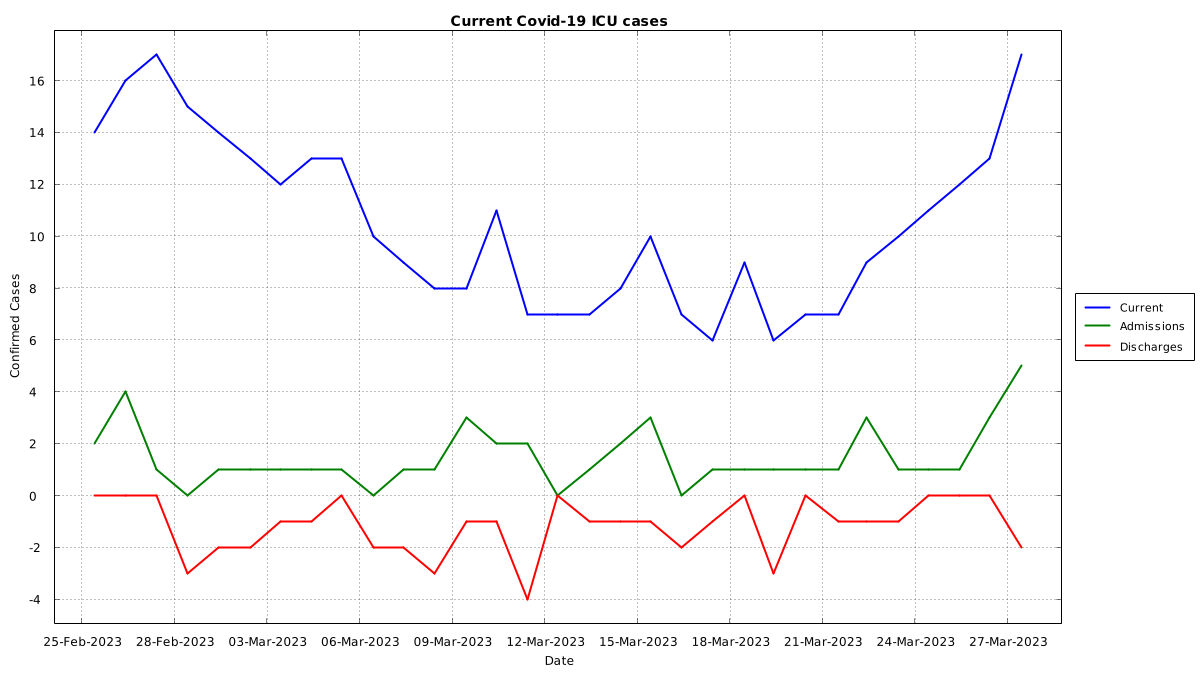 Current Covid-19 ICU cases
Confirmed Cases
16
14
12
10
8
6
4
2
0
-2
-4
25-Feb-2023 28-Feb-2023 03-Mar-2023 06-Mar-2023 09-Mar-2023 12-Mar-2023 15-Mar-2023 18-Mar-2023 21-Mar-2023 24-Mar-2023 27-Mar-2023
Date
Current
Admissions
Discharges